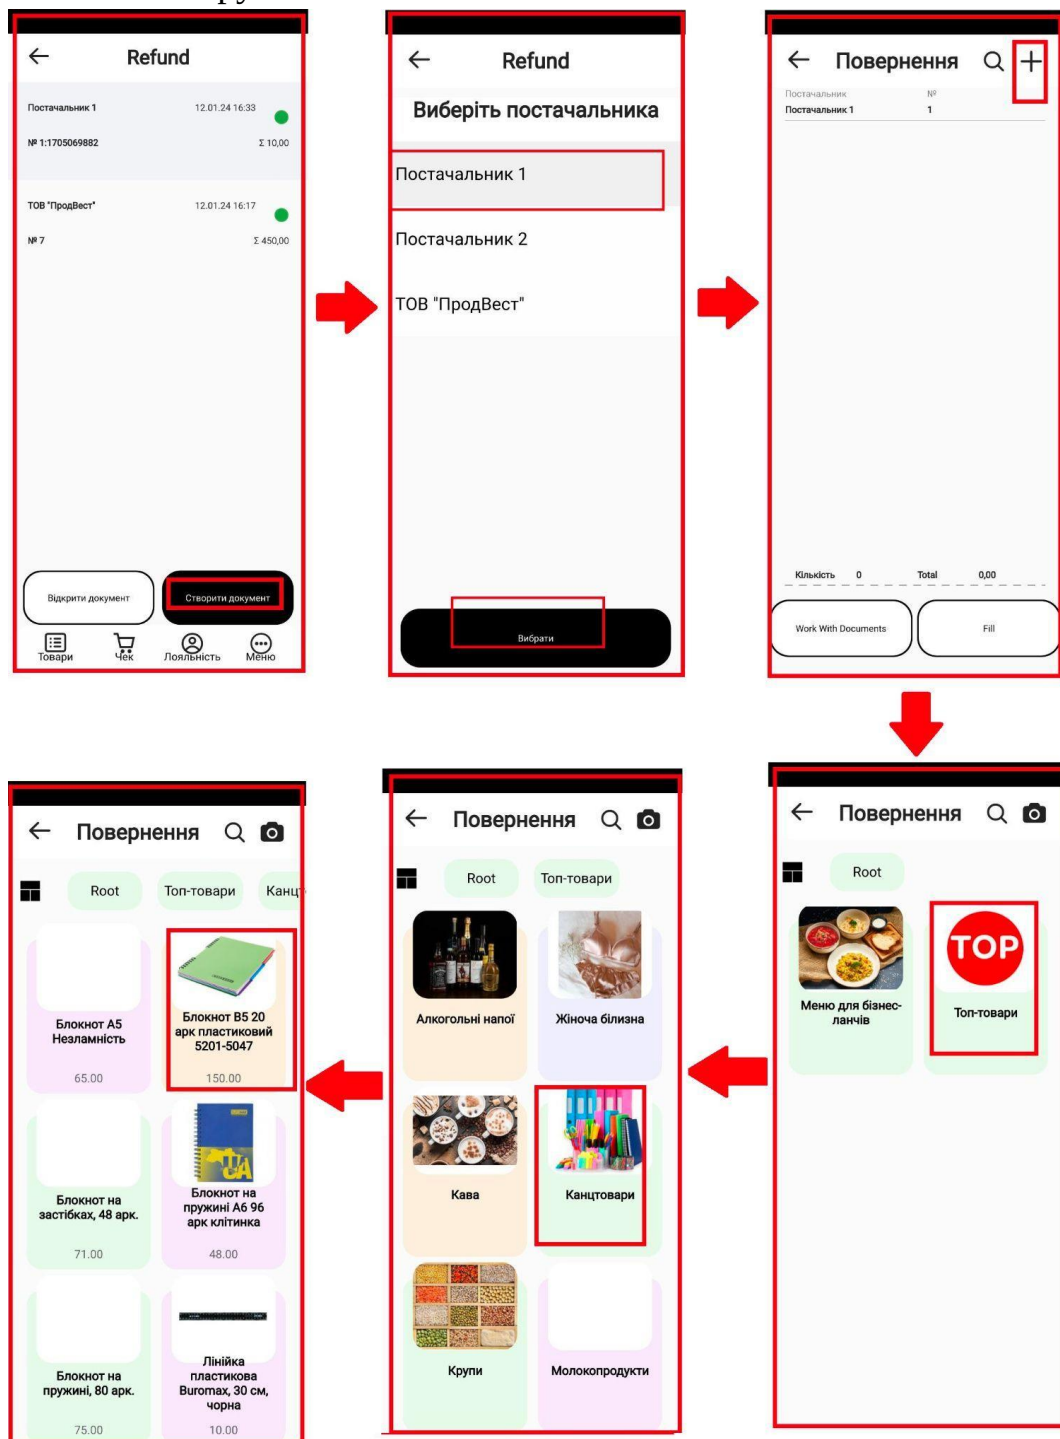 Refund
Постачальник 1 12.01.24 16:33
№ 1:1705069882 Σ 10,00
ТОВ "ПродВест" 12.01.24 16:17
№ 7 Σ 450,00
Відкрити документ Створити документ
Товари Чек Лояльність Меню
Refund
Виберіть постачальника
Постачальник 1
Постачальник 2
ТОВ "ПродВест"
Вибрати
Повернення
Постачальник №
Постачальник 1 1
Кількість 0 Total 0,00
Work With Documents Fill
Повернення
Root
TOP
Меню для бізнес-
ланчів
Топ-товари
Повернення
Root Топ-товари
Алкогольні напої Жіноча білизна
Кава Канцтовари
Крупи Молокопродукти
Повернення
Root Топ-товари Канц
Блокнот А5
Незламність
65.00
Блокнот В5 20
арк пластиковий
5201-5047
150.00
Блокнот на
застібках, 48 арк.
71.00
UA
Блокнот на
пружині А6 96
арк клітинка
48.00
Блокнот на
пружині, 80 арк.
75.00
Лінійка
пластикова
Buromax, 30 см,
чорна
10.00